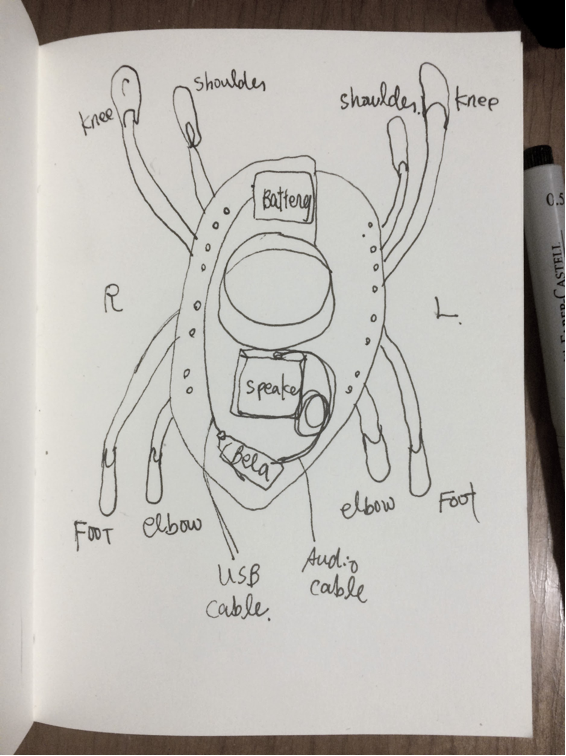 knee
shoulder
shoulder.
knee
Battery
R
L.
Speaker
Bela
Foot
elbow
elbow
Foot
USB
cable.
Audio
cable
0.5
FABER-CASTELL